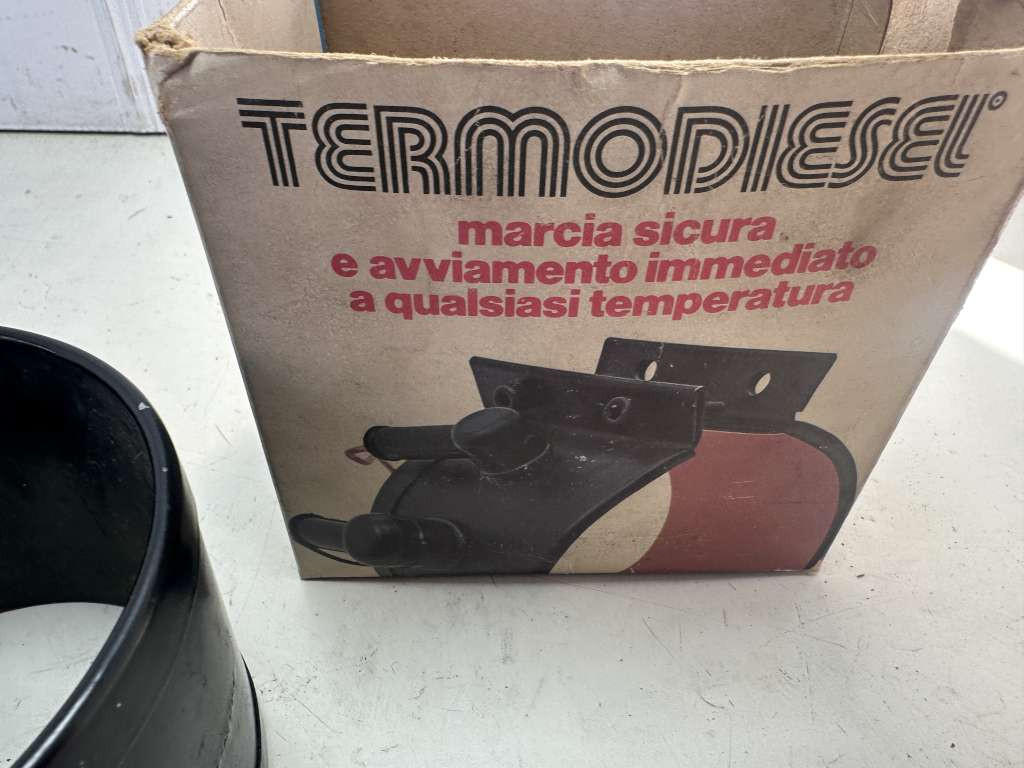 TERMODIESEL®
marcia sicura
e avviamento immediato
a qualsiasi temperatura